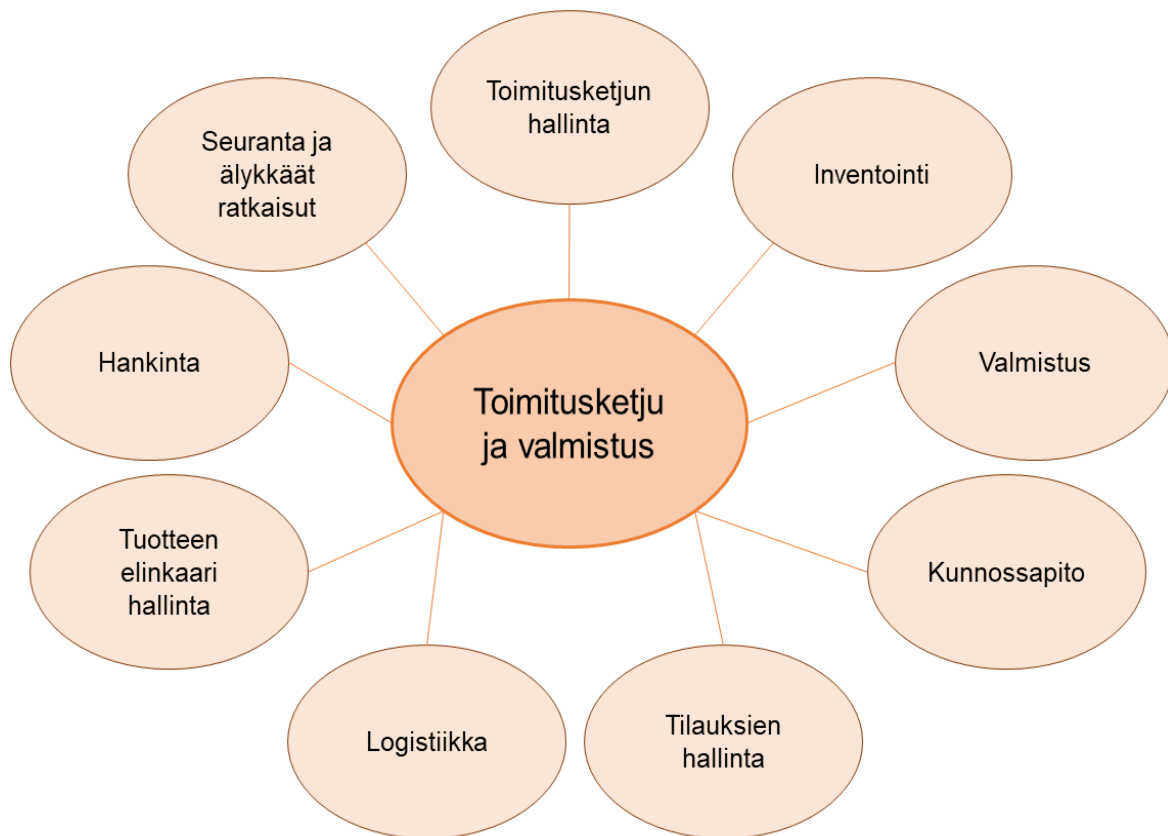 Toimitusketjun
hallinta
Seuranta ja
älykkäät
ratkaisut
Inventointi
Hankinta
Valmistus
Toimitusketju
ja valmistus
Tuotteen
elinkaari
hallinta
Kunnossapito
Logistiikka
Tilauksien
hallinta